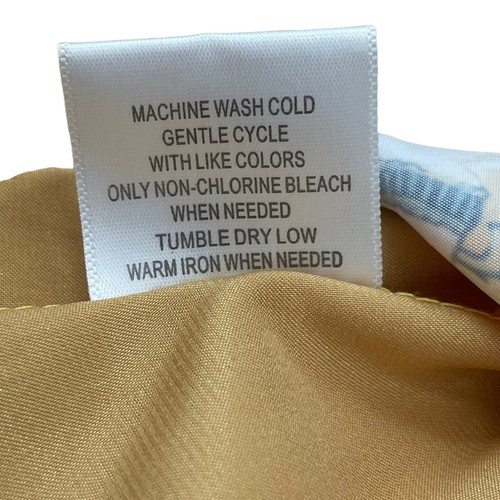 MACHINE WASH COLD
GENTLE CYCLE
WITH LIKE COLORS
ONLY NON-CHLORINE BLEACH
WHEN NEEDED
TUMBLE DRY LOW
WARM IRON WHEN NEEDED